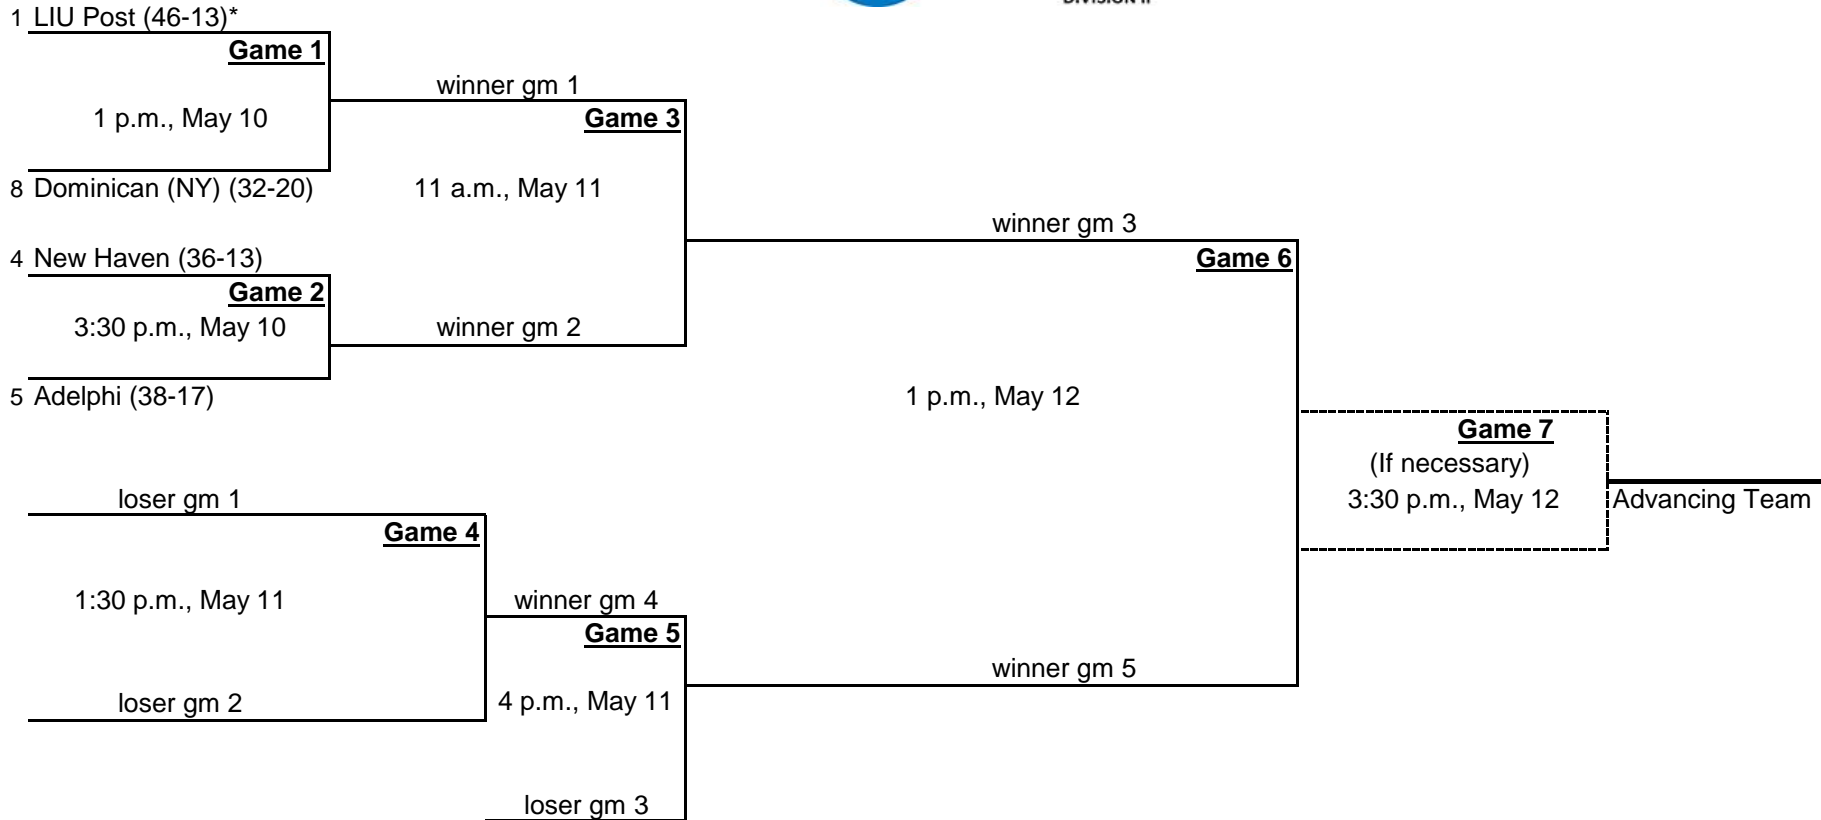 DIVISION II
1 LIU Post (46-13)*
Game 1
winner gm 1
1 p.m., May 10
Game 3
8 Dominican (NY) (32-20)
11 a.m., May 11
winner gm 3
4 New Haven (36-13)
Game 6
Game 2
3:30 p.m., May 10
winner gm 2
5 Adelphi (38-17)
1 p.m., May 12
Game 7
(If necessary)
loser gm 1
3:30 p.m., May 12
Advancing Team
Game 4
1:30 p.m., May 11
winner gm 4
Game 5
winner gm 5
loser gm 2
4 p.m., May 11
loser gm 3